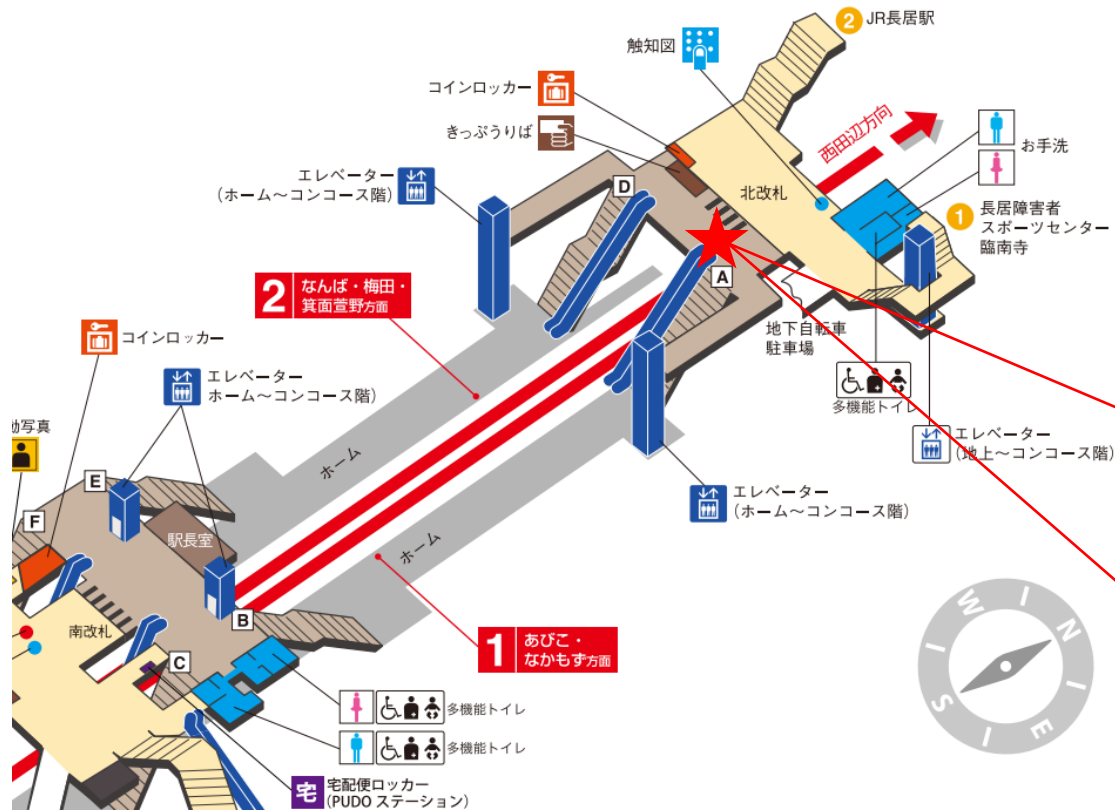 2
JR長居駅
触知図
コインロッカー
きっぷうりば
西田辺方向
お手洗
エレベーター
(ホーム〜コンコース階)
D
北改札
1
長居障害者
スポーツセンター
臨南寺
A
2
なんば・梅田・
箕面萱野方面
地下自転車
駐車場
コインロッカー
エレベーター
ホーム〜コンコース階)
多機能トイレ
エレベーター
(地上〜コンコース階)
動写真
ホーム
エレベーター
(ホーム〜コンコース階)
E
F
駅長室
ホーム
B
南改札
C
1
あびこ・
なかもず方面
多機能トイレ
多機能トイレ
宅
宅配便ロッカー
(PUDO ステーション)
N
E
S
W